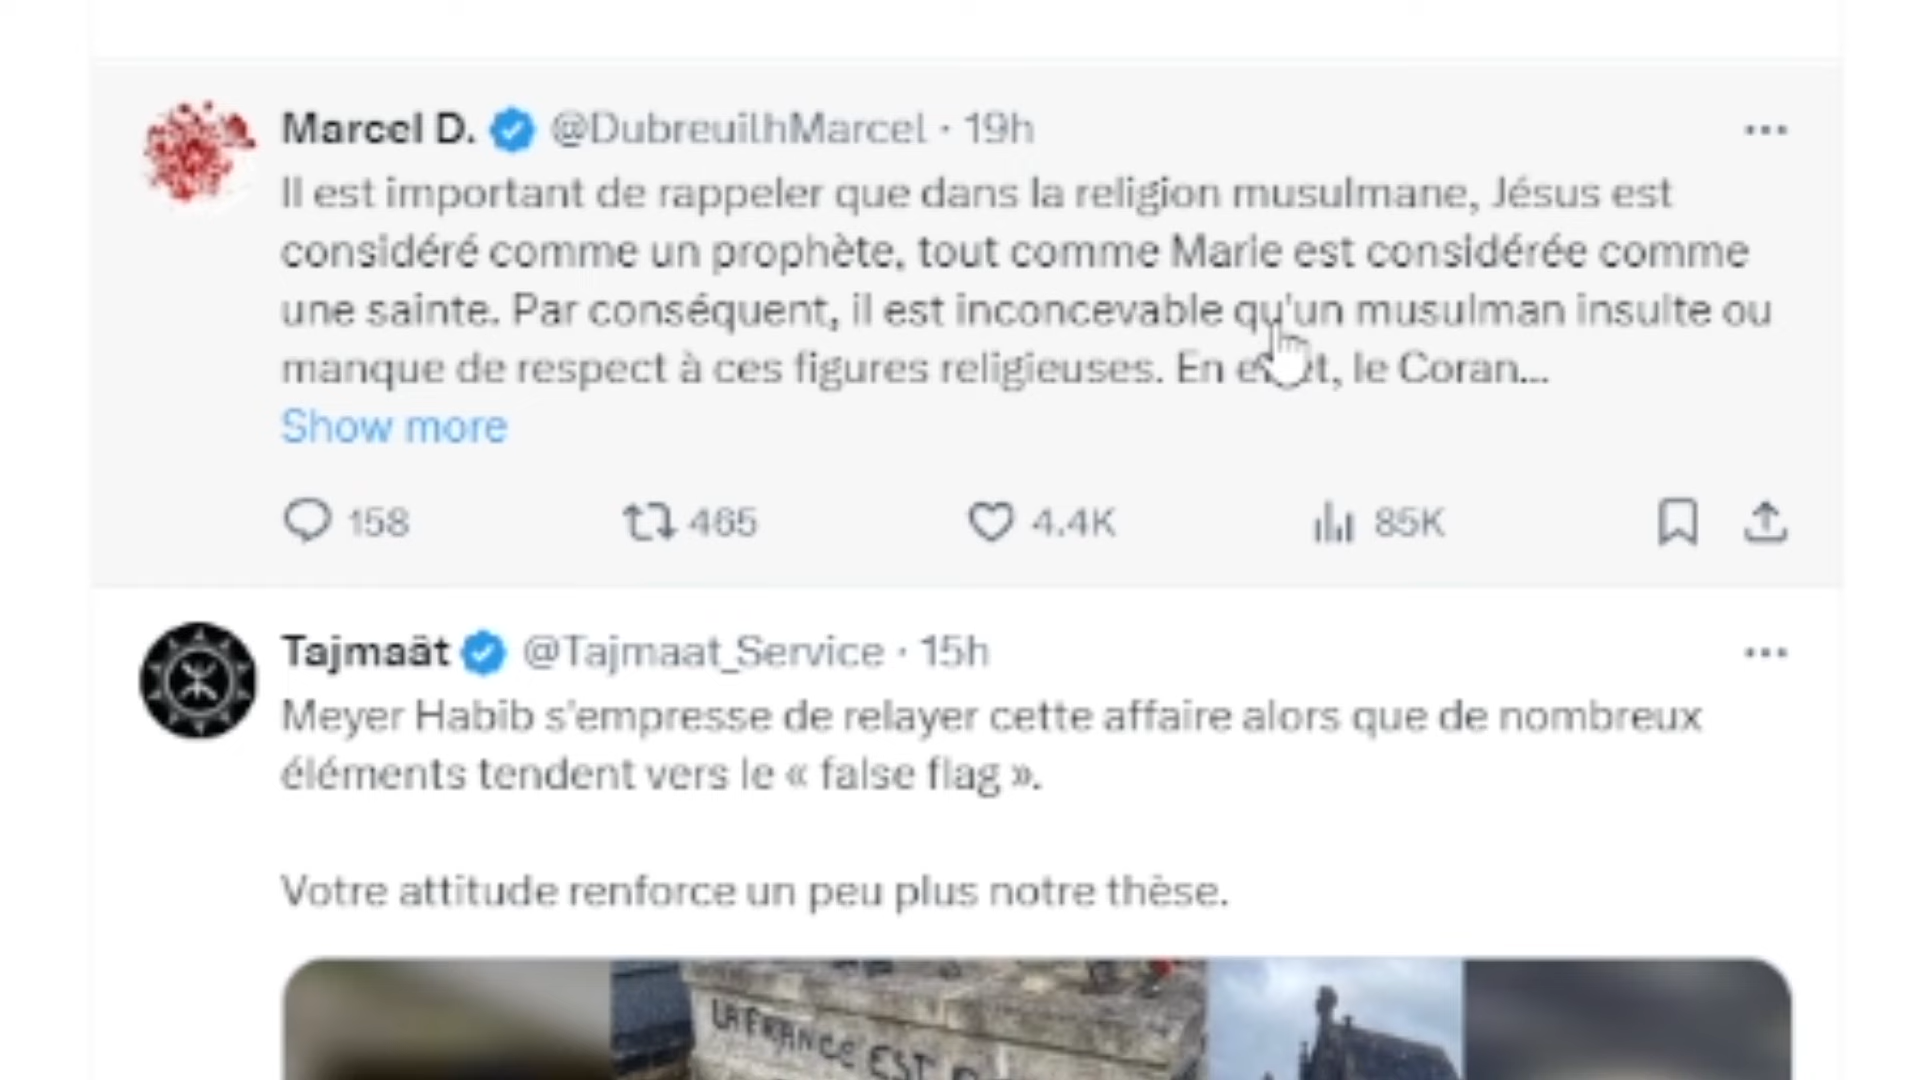 Marcel D. @DubreuilhMarcel · 19h
Il est important de rappeler que dans la religion musulmane, Jésus est
considéré comme un prophète, tout comme Marie est considérée comme
une sainte. Par conséquent, il est inconcevable qu'un musulman insulte ou
manque de respect à ces figures religieuses. En effet, le Coran...
Show more
158 465 4.4K 85K
Tajmaât @Tajmaat_Service · 15h
Meyer Habib s'empresse de relayer cette affaire alors que de nombreux
éléments tendent vers le « false flag ».
Votre attitude renforce un peu plus notre thèse.
LA FRANCE EST